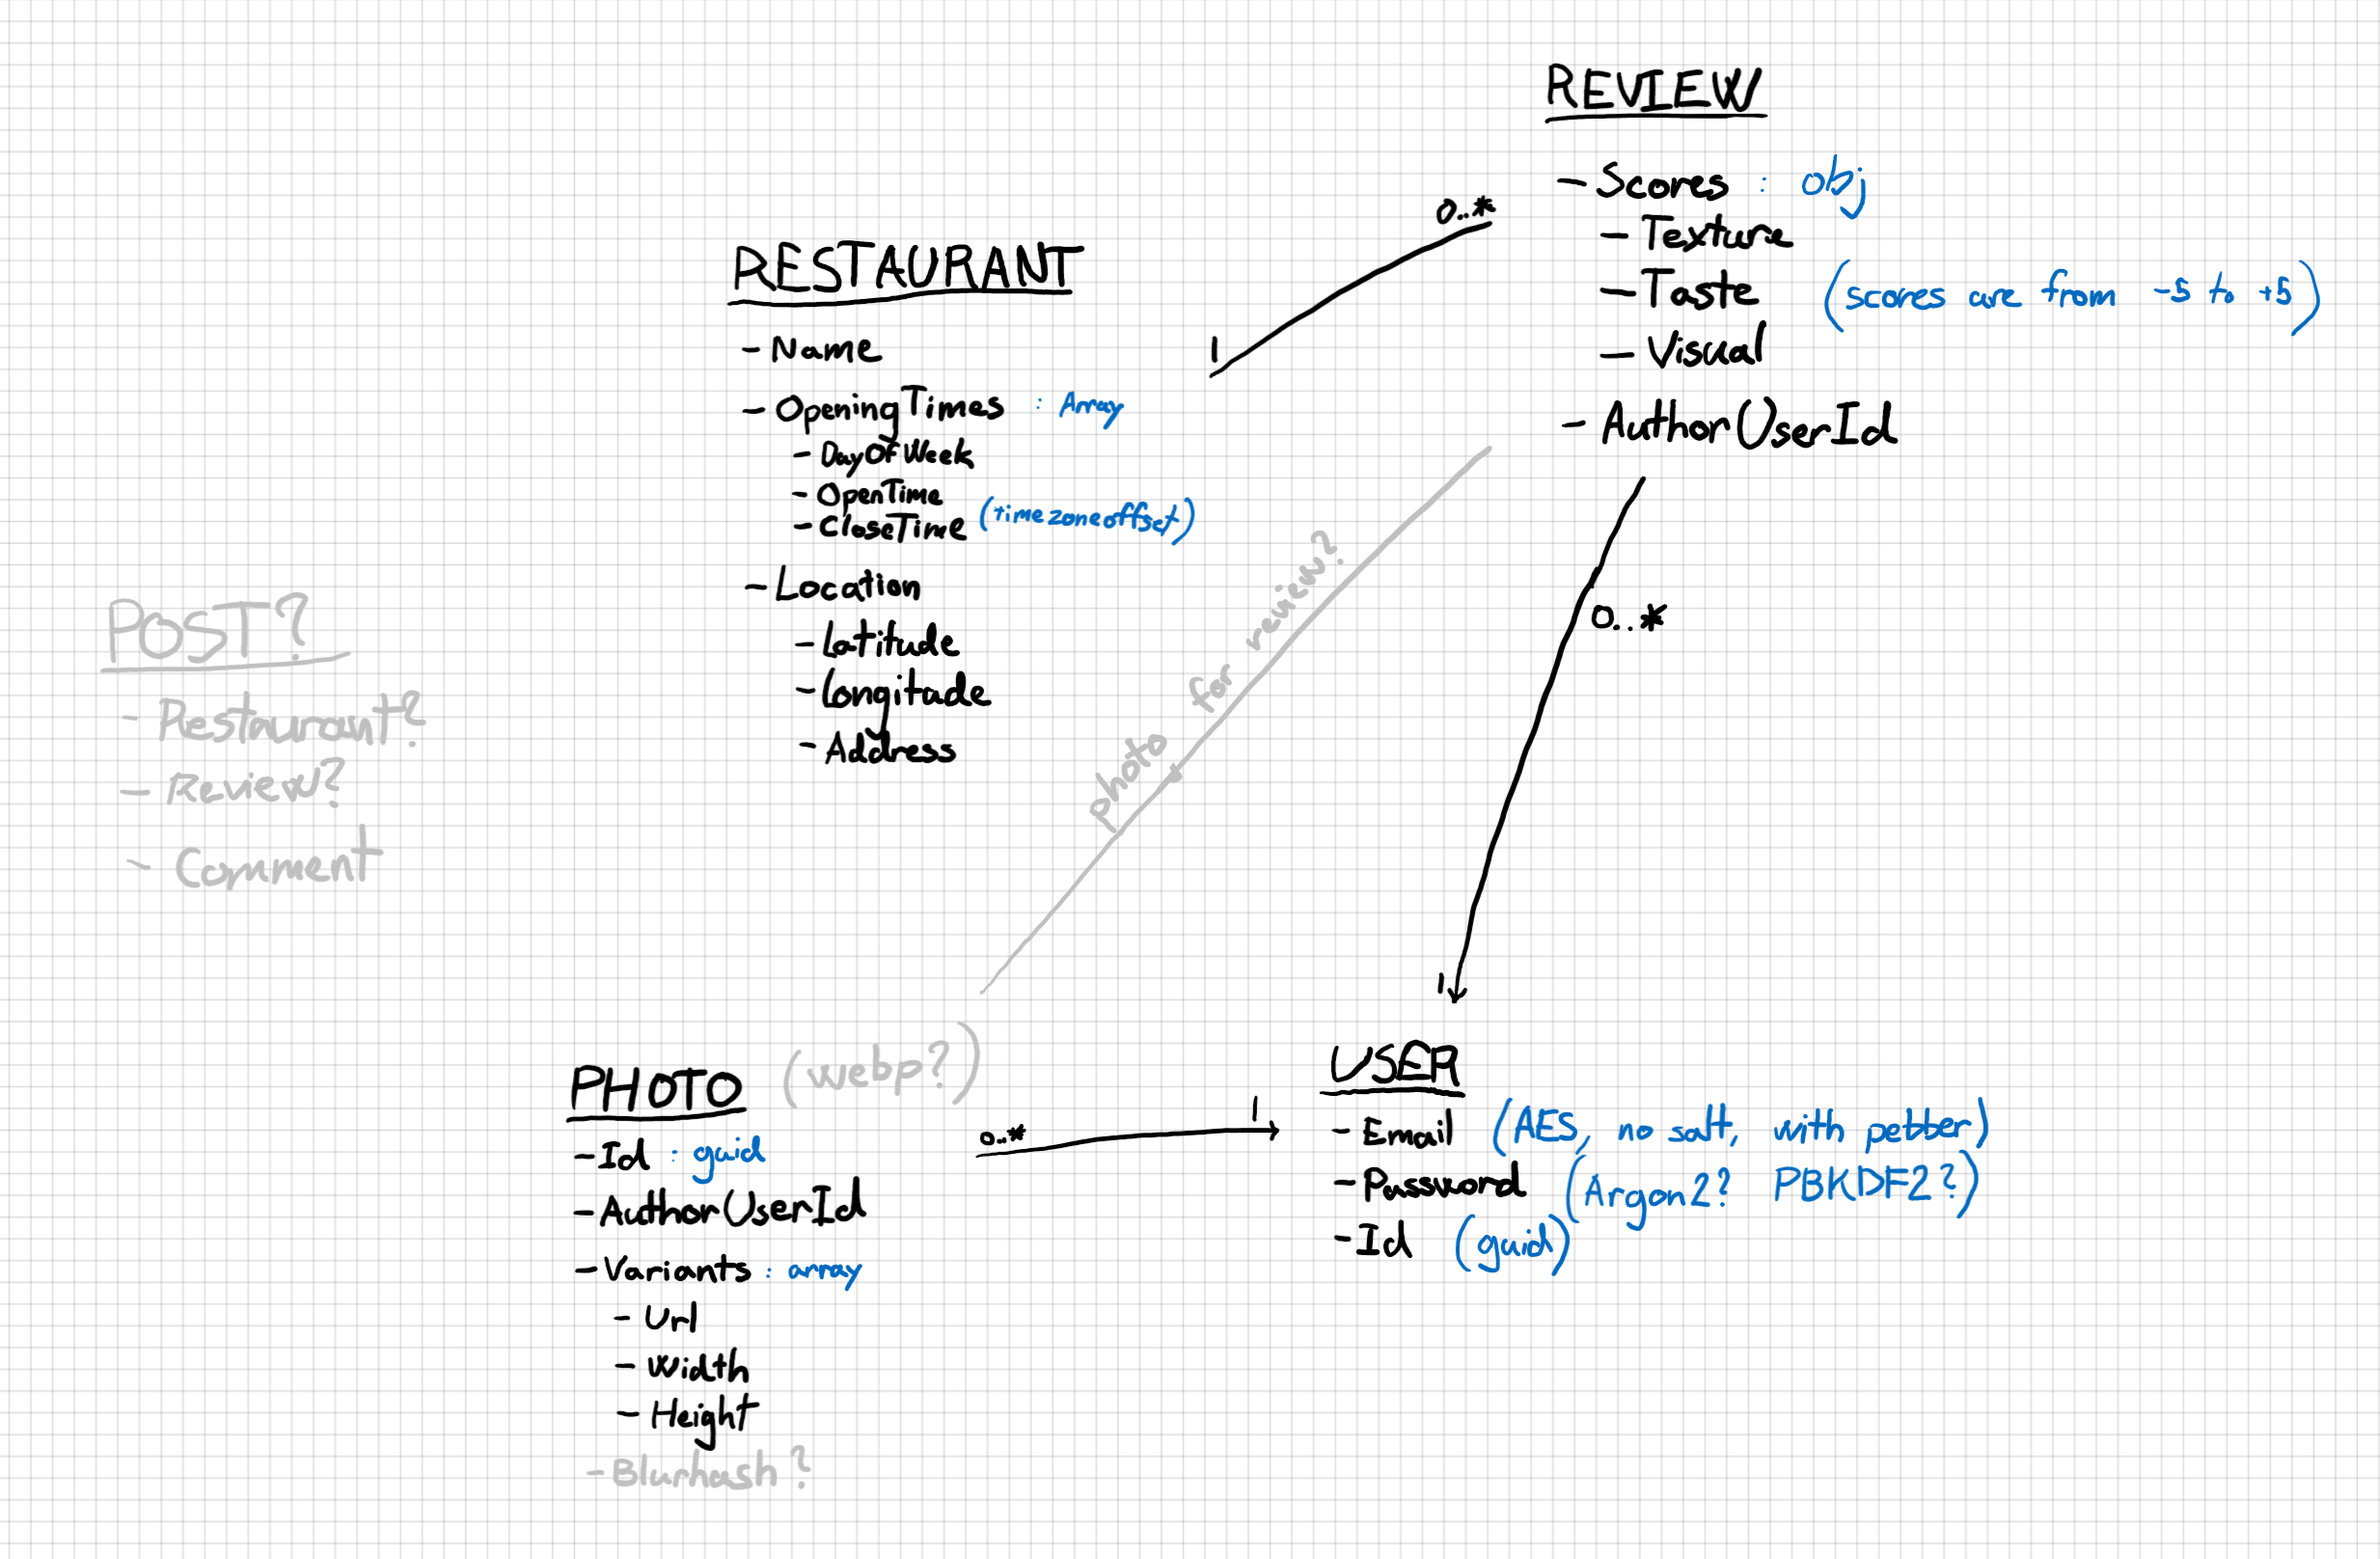 REVIEW
- Scores : obj
- Texture
- Taste (scores are from -5 to +5)
- Visual
- AuthorUserId
0..*
1
RESTAURANT
- Name
- OpeningTimes : Array
- DayOfWeek
- OpenTime
- CloseTime (timezoneoffset)
- Location
- Latitude
- Longitude
- Address
photo for review?
0..*
1
POST?
- Restaurant?
- Review?
- Comment
PHOTO (webp?)
- Id : guid
- AuthorUserId
- Variants : array
- Url
- Width
- Height
- Blurhash?
0..*
1
USER
- Email (AES, no salt, with petber)
- Password (Argon2? PBKDF2?)
- Id (guid)